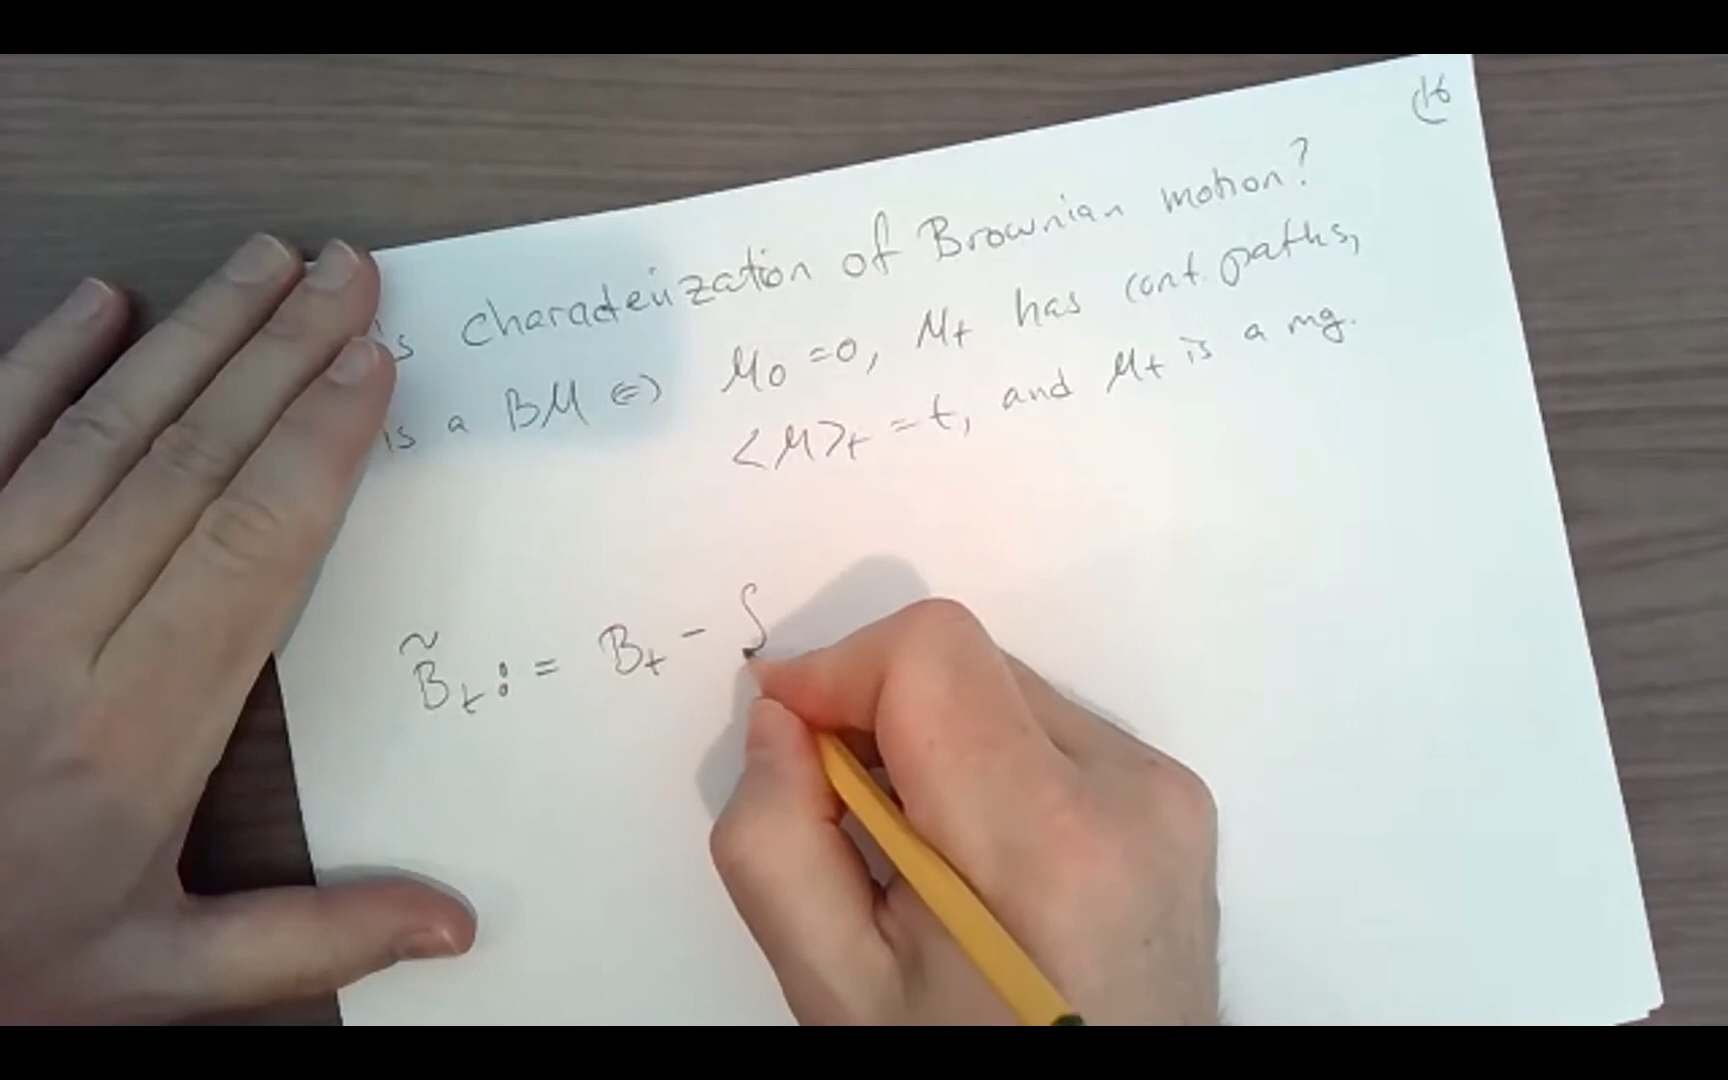 16
's characterization of Brownian motion?
is a BM ⇔ M₀ = 0, Mₜ has cont. paths,
<M>ₜ = t, and Mₜ is a mg.
B̃ₜ := Bₜ - ∫